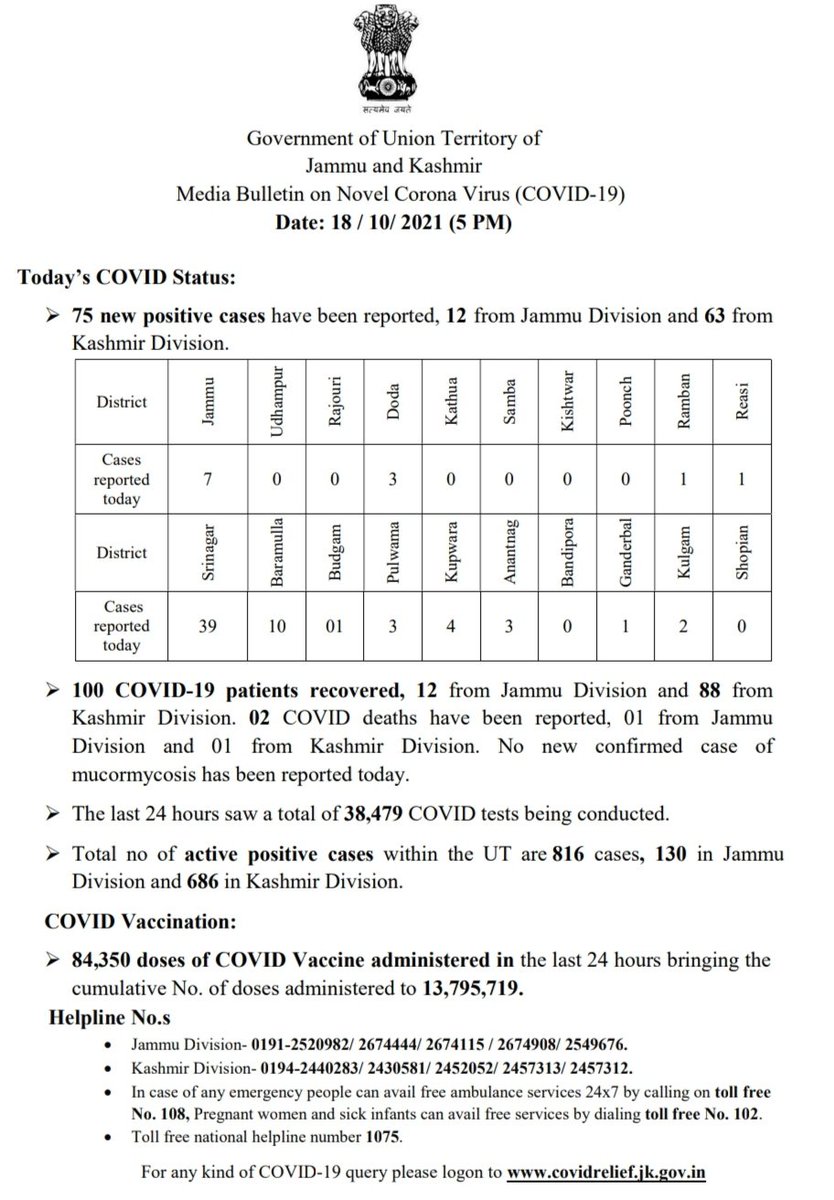 सत्यमेव जयते
Government of Union Territory of
Jammu and Kashmir
Media Bulletin on Novel Corona Virus (COVID-19)
Date: 18 / 10/ 2021 (5 PM)
Today’s COVID Status:
➢ 75 new positive cases have been reported, 12 from Jammu Division and 63 from
Kashmir Division.
District Jammu Udhampur Rajouri Doda Kathua Samba Kishtwar Poonch Ramban Reasi
Cases
reported
today
7 0 0 3 0 0 0 0 1 1
District Srinagar Baramulla Budgam Pulwama Kupwara Anantnag Bandipora Ganderbal Kulgam Shopian
Cases
reported
today
39 10 01 3 4 3 0 1 2 0
➢ 100 COVID-19 patients recovered, 12 from Jammu Division and 88 from
Kashmir Division. 02 COVID deaths have been reported, 01 from Jammu
Division and 01 from Kashmir Division. No new confirmed case of
mucormycosis has been reported today.
➢ The last 24 hours saw a total of 38,479 COVID tests being conducted.
➢ Total no of active positive cases within the UT are 816 cases, 130 in Jammu
Division and 686 in Kashmir Division.
COVID Vaccination:
➢ 84,350 doses of COVID Vaccine administered in the last 24 hours bringing the
cumulative No. of doses administered to 13,795,719.
Helpline No.s
• Jammu Division- 0191-2520982/ 2674444/ 2674115 / 2674908/ 2549676.
• Kashmir Division- 0194-2440283/ 2430581/ 2452052/ 2457313/ 2457312.
• In case of any emergency people can avail free ambulance services 24x7 by calling on toll free
No. 108, Pregnant women and sick infants can avail free services by dialing toll free No. 102.
• Toll free national helpline number 1075.
For any kind of COVID-19 query please logon to www.covidrelief.jk.gov.in